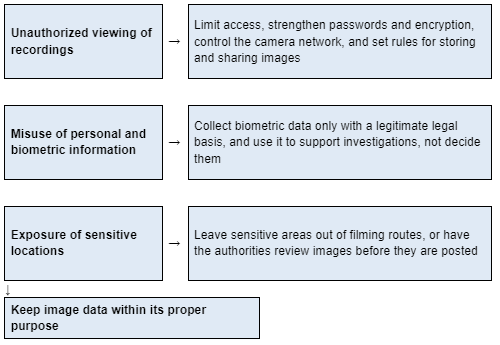 Unauthorized viewing of
recordings
→
Limit access, strengthen passwords and encryption,
control the camera network, and set rules for storing
and sharing images
Misuse of personal and
biometric information
→
Collect biometric data only with a legitimate legal
basis, and use it to support investigations, not decide
them
Exposure of sensitive
locations
→
Leave sensitive areas out of filming routes, or have
the authorities review images before they are posted
↓
Keep image data within its proper
purpose